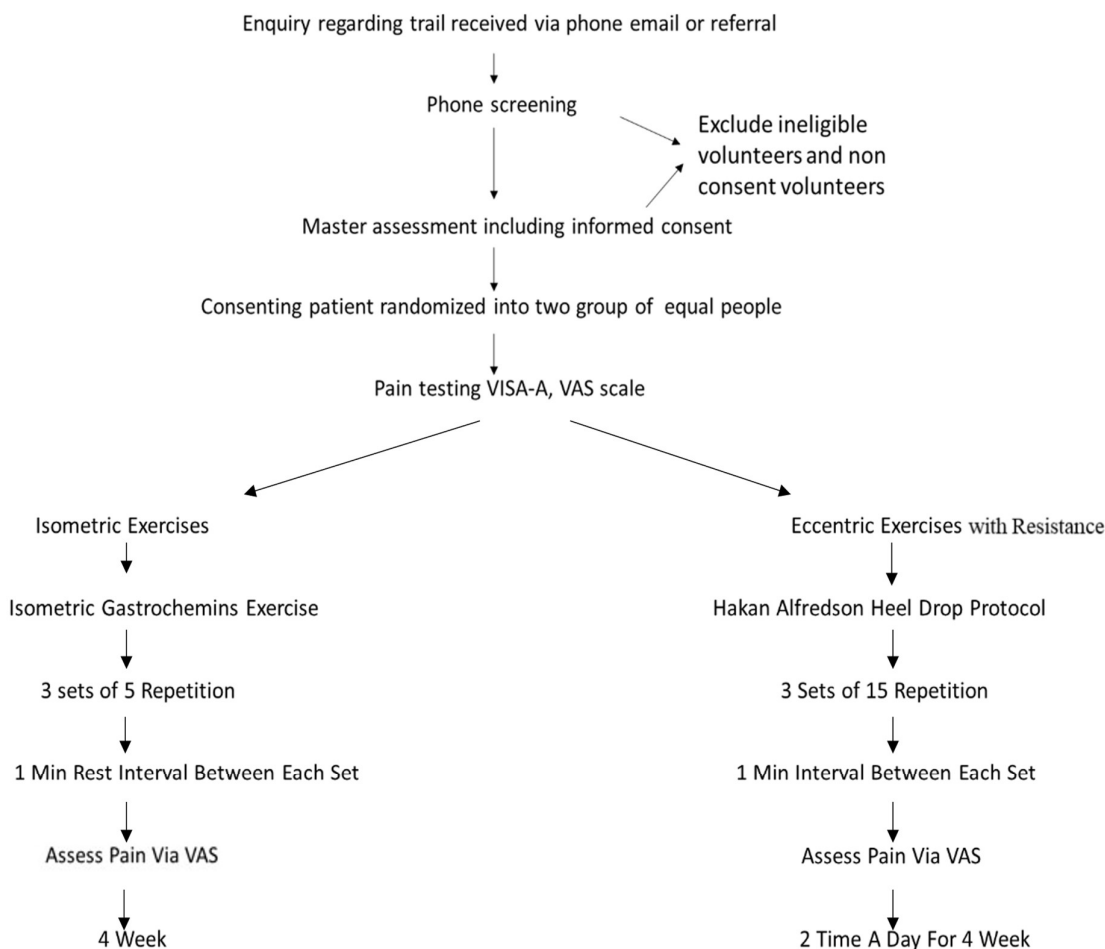 Enquiry regarding trail received via phone email or referral
Phone screening
Exclude ineligible
volunteers and non
consent volunteers
Master assessment including informed consent
Consenting patient randomized into two group of equal people
Pain testing VISA-A, VAS scale
Isometric Exercises
Isometric Gastrochemins Exercise
3 sets of 5 Repetition
1 Min Rest Interval Between Each Set
Assess Pain Via VAS
4 Week
Eccentric Exercises with Resistance
Hakan Alfredson Heel Drop Protocol
3 Sets of 15 Repetition
1 Min Interval Between Each Set
Assess Pain Via VAS
2 Time A Day For 4 Week